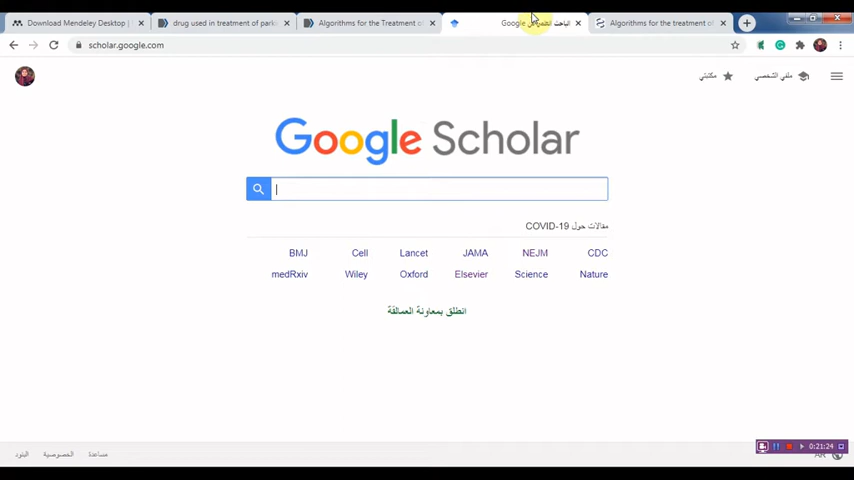 Download Mendeley Desktop |
drug used in treatment of parki
Algorithms for the Treatment of
الباحث العلمي من Google
Algorithms for the treatment of
scholar.google.com
مكتبتي
ملفي الشخصي
Google Scholar
مقالات حول COVID-19
BMJ Cell Lancet JAMA NEJM CDC
medRxiv Wiley Oxford Elsevier Science Nature
انطلق بمعاونة العمالقة
البنود الخصوصية مساعدة
0:21:24
AR